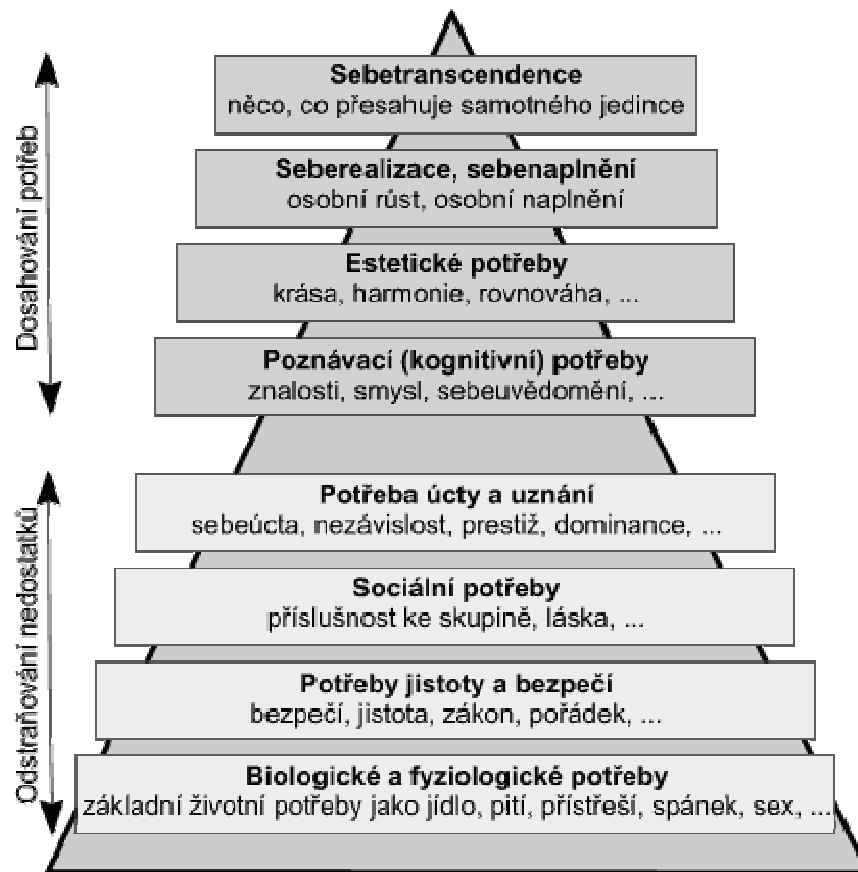 Sebetranscendence
něco, co přesahuje samotného jedince
Seberealizace, sebenaplnění
osobní růst, osobní naplnění
Estetické potřeby
krása, harmonie, rovnováha, ...
Poznávací (kognitivní) potřeby
znalosti, smysl, sebeuvědomění, ...
Dosahování potřeb
Potřeba úcty a uznání
sebeúcta, nezávislost, prestiž, dominance, ...
Sociální potřeby
příslušnost ke skupině, láska, ...
Potřeby jistoty a bezpečí
bezpečí, jistota, zákon, pořádek, ...
Biologické a fyziologické potřeby
základní životní potřeby jako jídlo, pití, přístřeší, spánek, sex, ...
Odstraňování nedostatků